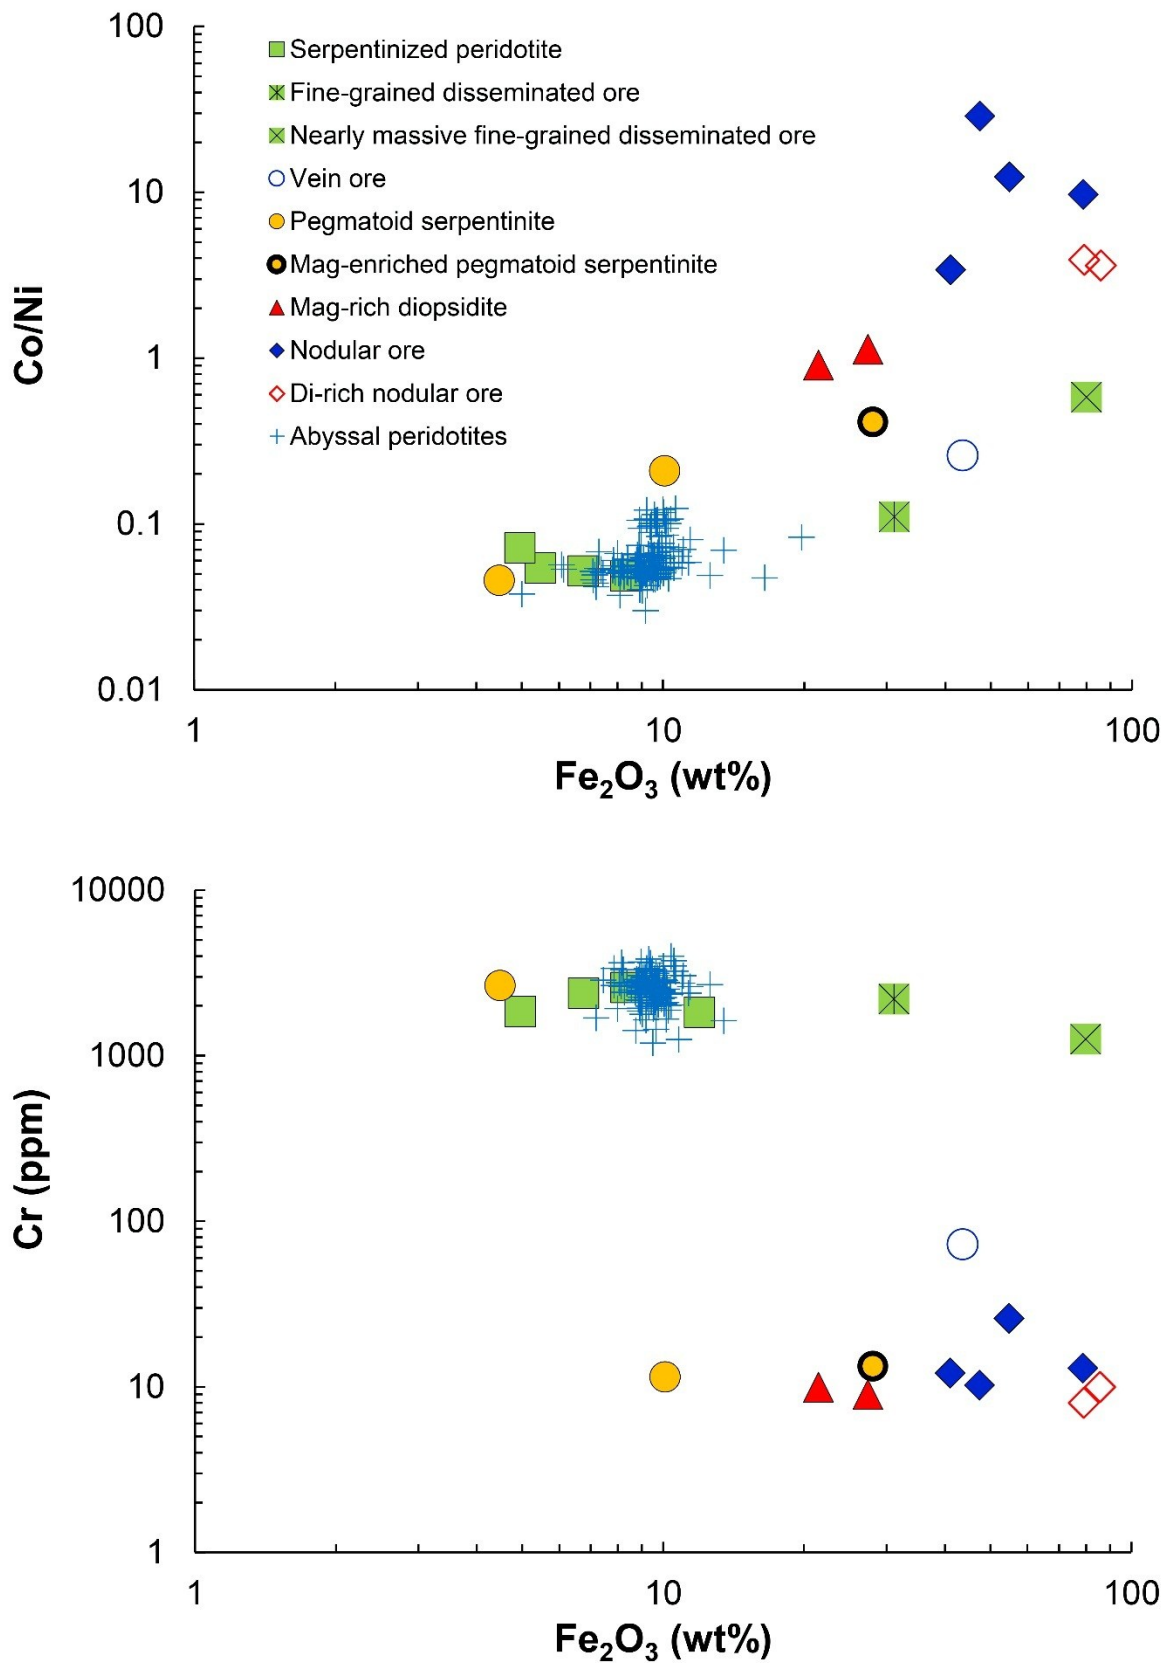 100
10
1
0.1
0.01
Co/Ni
Serpentinized peridotite
Fine-grained disseminated ore
Nearly massive fine-grained disseminated ore
Vein ore
Pegmatoid serpentinite
Mag-enriched pegmatoid serpentinite
Mag-rich diopsidite
Nodular ore
Di-rich nodular ore
Abyssal peridotites
1 10 100
Fe₂O₃ (wt%)
10000
1000
100
10
1
Cr (ppm)
1 10 100
Fe₂O₃ (wt%)